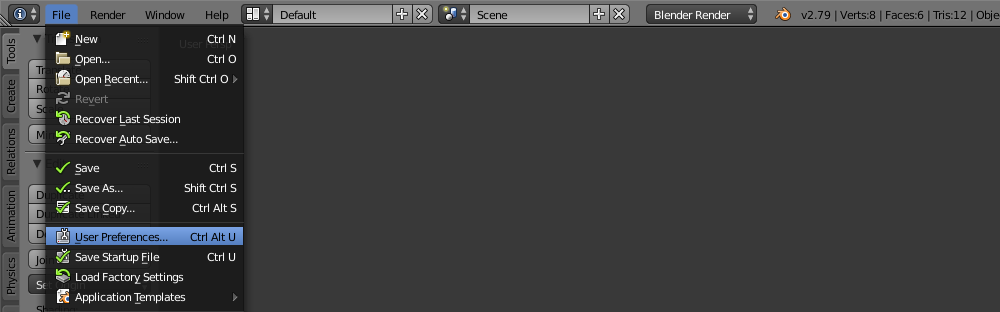 File Render Window Help Default Scene Blender Render v2.79 | Verts:8 | Faces:6 | Tris:12 | Obje
Tools
Create
Relations
Animation
Physics
New Ctrl N
Open... Ctrl O
Open Recent... Shift Ctrl O
Revert
Recover Last Session
Recover Auto Save...
Save Ctrl S
Save As... Shift Ctrl S
Save Copy... Ctrl Alt S
User Preferences... Ctrl Alt U
Save Startup File Ctrl U
Load Factory Settings
Application Templates